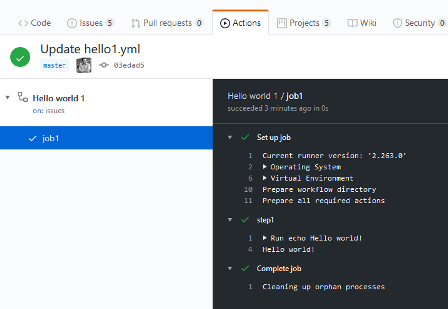 Code
Issues 5
Pull requests 0
Actions
Projects 5
Wiki
Security 0
Update hello1.yml
master
03edad5
Hello world 1
on: issues
job1
Hello world 1 / job1
succeeded 3 minutes ago in 0s
Set up job
1 Current runner version: '2.263.0'
2 Operating System
6 Virtual Environment
10 Prepare workflow directory
11 Prepare all required actions
step1
1 Run echo Hello world!
4 Hello world!
Complete job
1 Cleaning up orphan processes